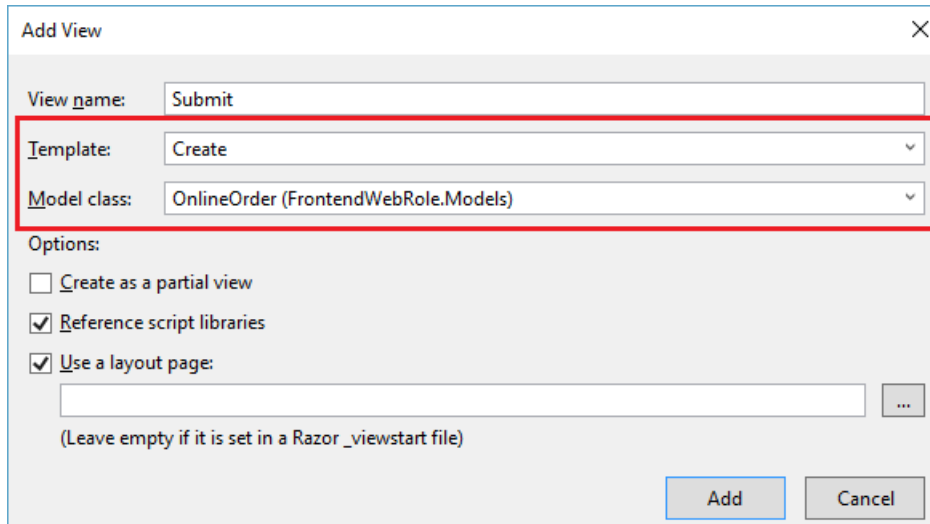 Add View
View name: Submit
Template: Create
Model class: OnlineOrder (FrontendWebRole.Models)
Options:
Create as a partial view
Reference script libraries
Use a layout page:
...
(Leave empty if it is set in a Razor _viewstart file)
Add Cancel